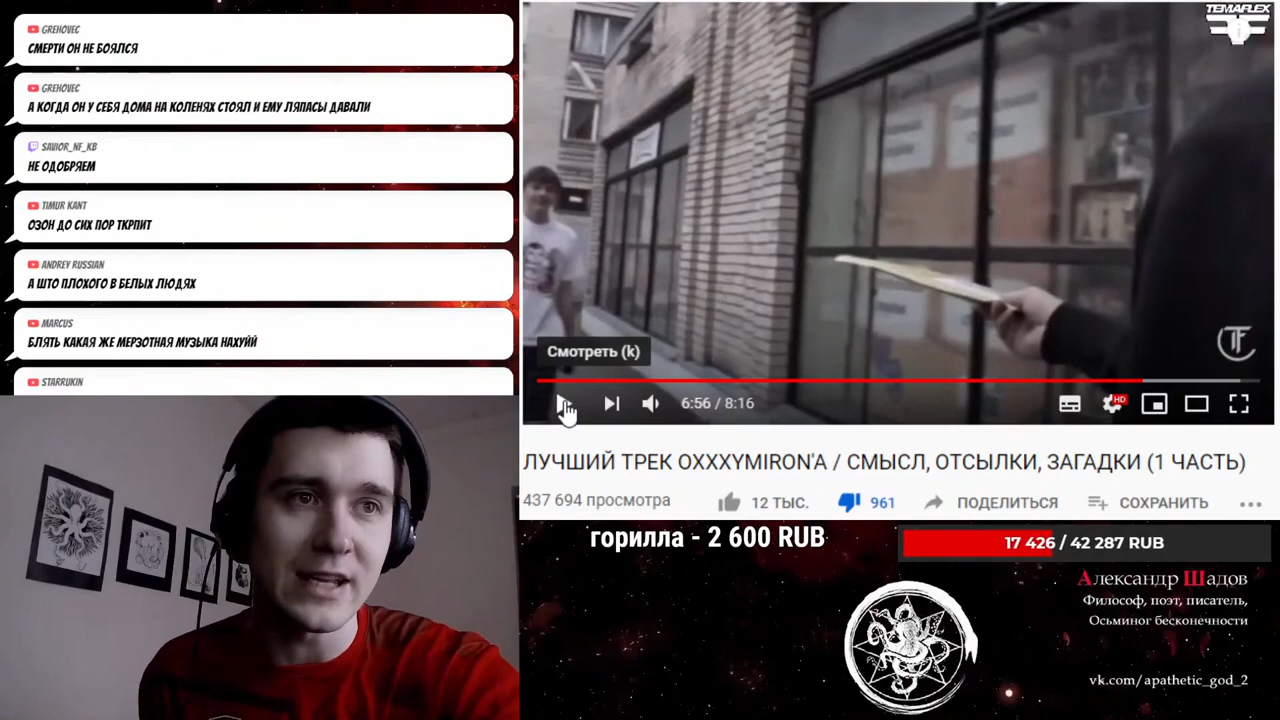 GREHOVEC
СМЕРТИ ОН НЕ БОЯЛСЯ
GREHOVEC
А КОГДА ОН У СЕБЯ ДОМА НА КОЛЕНЯХ СТОЯЛ И ЕМУ ЛЯПАСЫ ДАВАЛИ
SAVIOR_NF_KB
НЕ ОДОБРЯЕМ
TIMUR KANT
ОЗОН ДО СИХ ПОР ТКРПИТ
ANDREY RUSSIAN
А ШТО ПЛОХОГО В БЕЛЫХ ЛЮДЯХ
MARCUS
БЛЯТЬ КАКАЯ ЖЕ МЕРЗОТНАЯ МУЗЫКА НАХУЙЙ
STARRUKIN
TEMAFLEX
TF
Смотреть (k)
6:56 / 8:16
HD
ЛУЧШИЙ ТРЕК OXXXYMIRON'А / СМЫСЛ, ОТСЫЛКИ, ЗАГАДКИ (1 ЧАСТЬ)
437 694 просмотра
12 ТЫС.
961
ПОДЕЛИТЬСЯ
СОХРАНИТЬ
горилла - 2 600 RUB
17 426 / 42 287 RUB
Александр Шадов
Философ, поэт, писатель,
Осьминог бесконечности
vk.com/apathetic_god_2